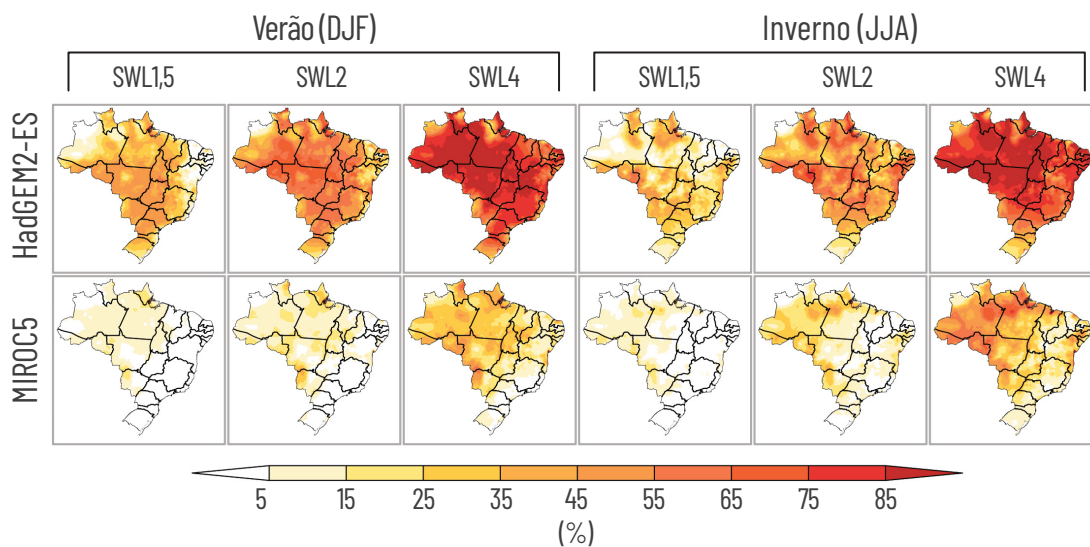 Verão (DJF) Inverno (JJA)
SWL1,5 SWL2 SWL4 SWL1,5 SWL2 SWL4
HadGEM2-ES
MIROC5
5 15 25 35 45 55 65 75 85
(%)